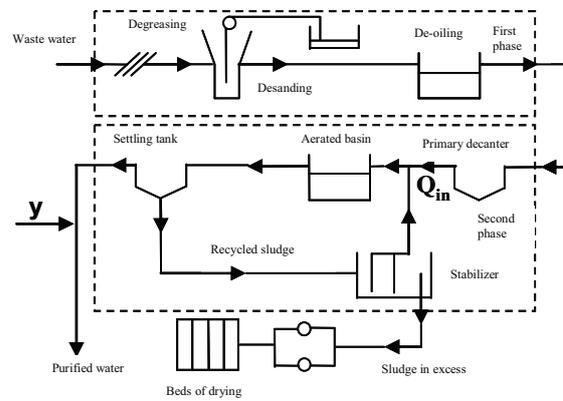 Degreasing
Waste water
De-oiling
First
phase
Desanding
Settling tank
Aerated basin
Primary decanter
Q_in
y
Second
phase
Recycled sludge
Stabilizer
Purified water
Sludge in excess
Beds of drying